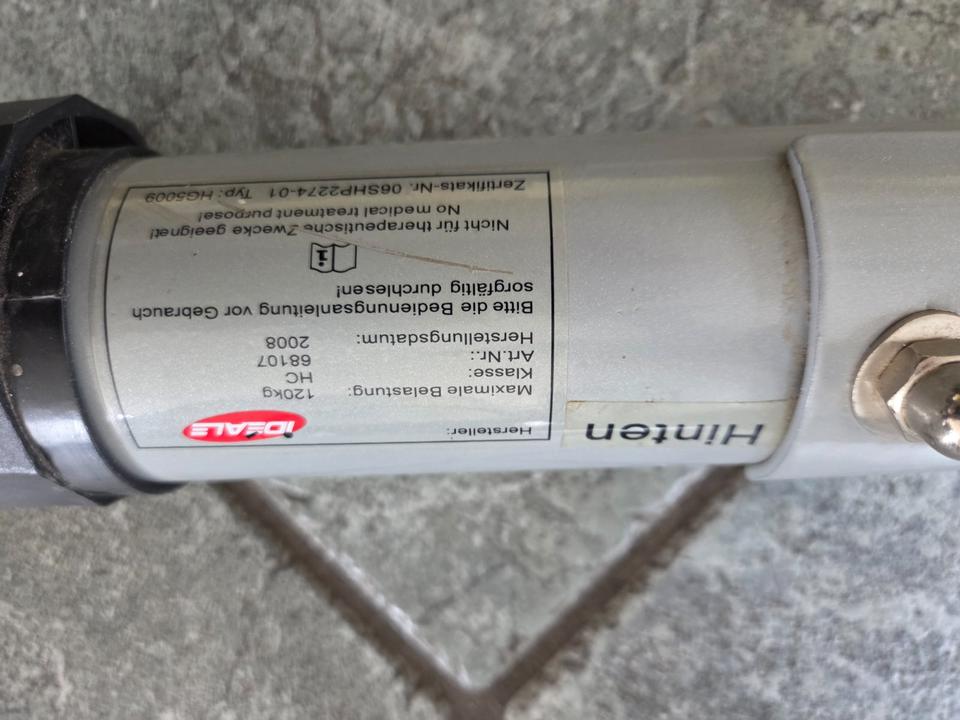 Hinten
Hersteller: IDEALE
Maximale Belastung: 120kg
Klasse: HC
Art.Nr.: 68107
Herstellungsdatum: 2008
Bitte die Bedienungsanleitung vor Gebrauch
sorgfältig durchlesen!
i
Nicht für therapeutische Zwecke geeignet!
No medical treatment purpose!
Zertifikats-Nr. 06SHP2274-01 Typ: HG5009